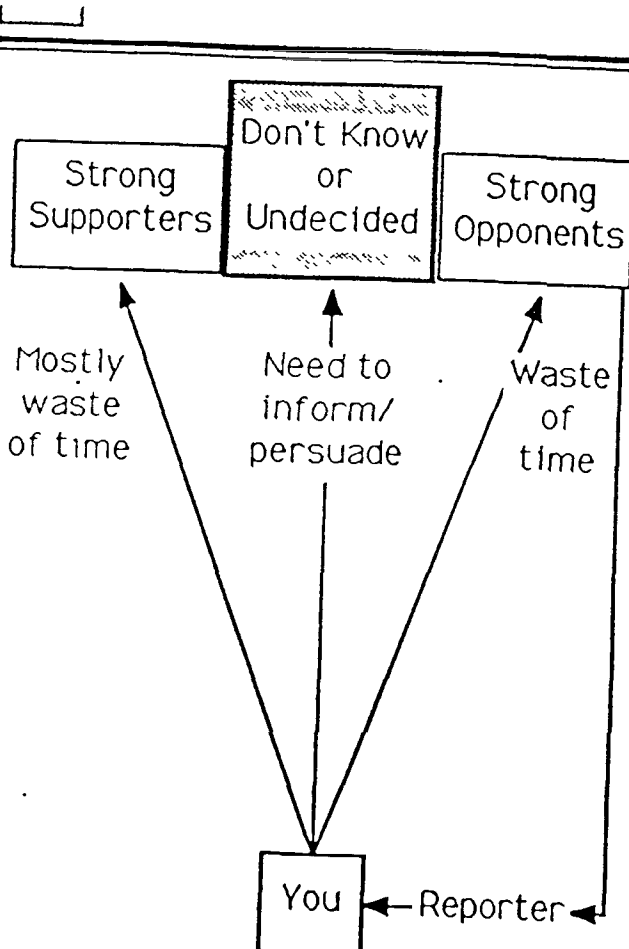 Strong
Supporters
Don't Know
or
Undecided
Strong
Opponents
Mostly
waste
of time
Need to
inform/
persuade
Waste
of
time
You
Reporter